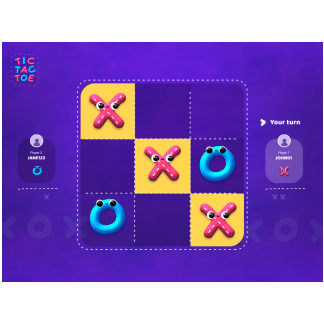 TIC
TAC
TOE
Your turn
Player 2
JANE123
Player 1
JOHN01